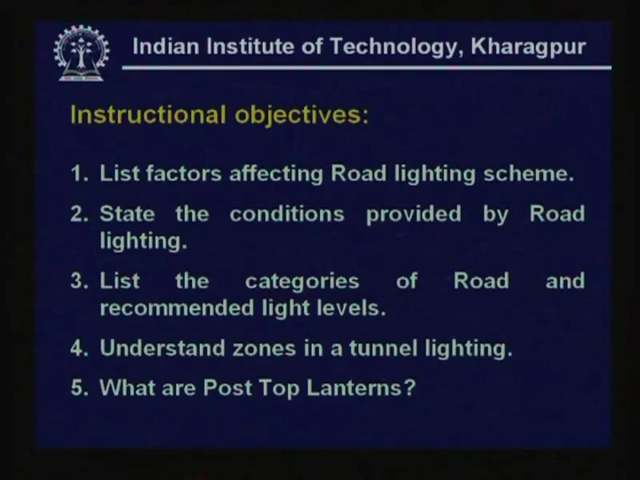 Indian Institute of Technology, Kharagpur
Instructional objectives:
1. List factors affecting Road lighting scheme.
2. State the conditions provided by Road
lighting.
3. List the categories of Road and
recommended light levels.
4. Understand zones in a tunnel lighting.
5. What are Post Top Lanterns?